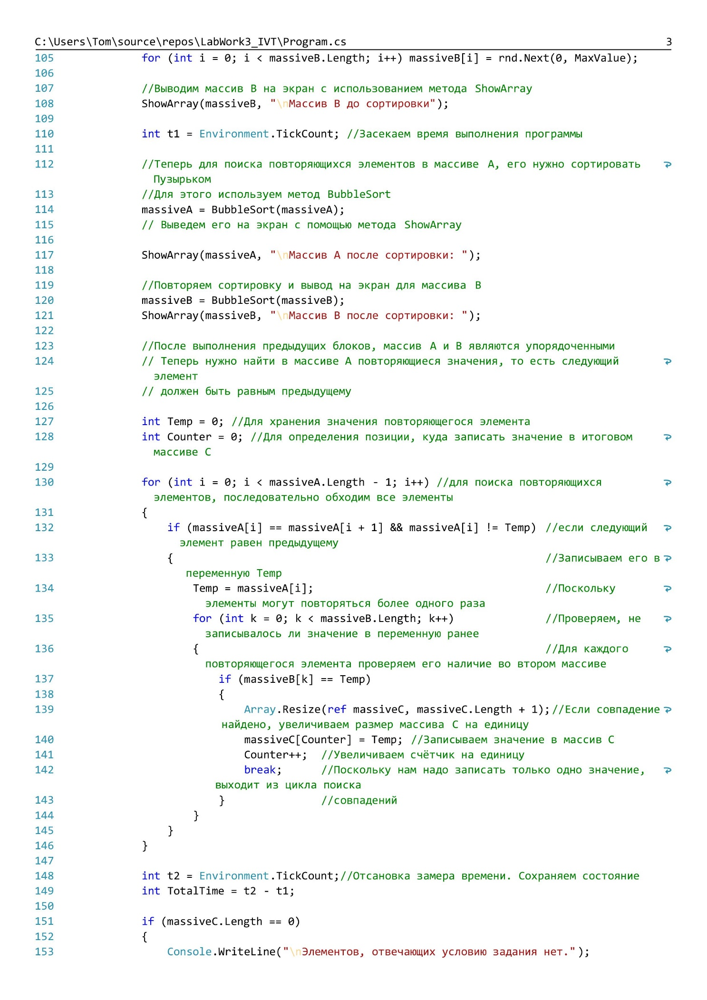 C:\Users\Tom\source\repos\LabWork3_IVT\Program.cs 3
105 for (int i = 0; i < massiveB.Length; i++) massiveB[i] = rnd.Next(0, MaxValue);
106
107 //Выводим массив B на экран с использованием метода ShowArray
108 ShowArray(massiveB, "\nМассив B до сортировки");
109
110 int t1 = Environment.TickCount; //Засекаем время выполнения программы
111
112 //Теперь для поиска повторяющихся элементов в массиве A, его нужно сортировать
Пузырьком
113 //Для этого используем метод BubbleSort
114 massiveA = BubbleSort(massiveA);
115 // Выведем его на экран с помощью метода ShowArray
116
117 ShowArray(massiveA, "\nМассив A после сортировки: ");
118
119 //Повторяем сортировку и вывод на экран для массива B
120 massiveB = BubbleSort(massiveB);
121 ShowArray(massiveB, "\nМассив B после сортировки: ");
122
123 //После выполнения предыдущих блоков, массив A и B являются упорядоченными
124 // Теперь нужно найти в массиве A повторяющиеся значения, то есть следующий
элемент
125 // должен быть равным предыдущему
126
127 int Temp = 0; //Для хранения значения повторяющегося элемента
128 int Counter = 0; //Для определения позиции, куда записать значение в итоговом
массиве C
129
130 for (int i = 0; i < massiveA.Length - 1; i++) //для поиска повторяющихся
элементов, последовательно обходим все элементы
131 {
132 if (massiveA[i] == massiveA[i + 1] && massiveA[i] != Temp) //если следующий
элемент равен предыдущему
133 { //Записываем его в
переменную Temp
134 Temp = massiveA[i]; //Поскольку
элементы могут повторяться более одного раза
135 for (int k = 0; k < massiveB.Length; k++) //Проверяем, не
записывалось ли значение в переменную ранее
136 { //Для каждого
повторяющегося элемента проверяем его наличие во втором массиве
137 if (massiveB[k] == Temp)
138 {
139 Array.Resize(ref massiveC, massiveC.Length + 1);//Если совпадение
найдено, увеличиваем размер массива C на единицу
140 massiveC[Counter] = Temp; //Записываем значение в массив C
141 Counter++; //Увеличиваем счётчик на единицу
142 break; //Поскольку нам надо записать только одно значение,
выходит из цикла поиска
143 } //совпадений
144 }
145 }
146 }
147
148 int t2 = Environment.TickCount;//Отсановка замера времени. Сохраняем состояние
149 int TotalTime = t2 - t1;
150
151 if (massiveC.Length == 0)
152 {
153 Console.WriteLine("\nЭлементов, отвечающих условию задания нет.");